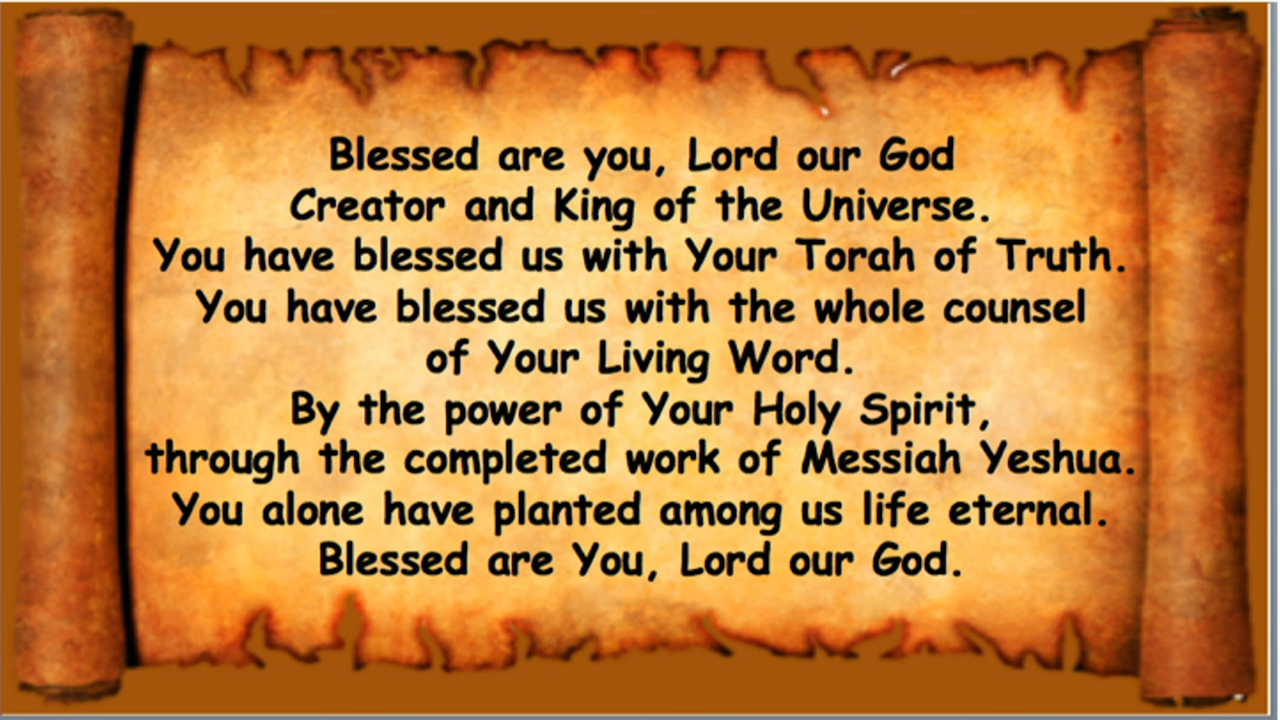 Blessed are you, Lord our God
Creator and King of the Universe.
You have blessed us with Your Torah of Truth.
You have blessed us with the whole counsel
of Your Living Word.
By the power of Your Holy Spirit,
through the completed work of Messiah Yeshua.
You alone have planted among us life eternal.
Blessed are You, Lord our God.